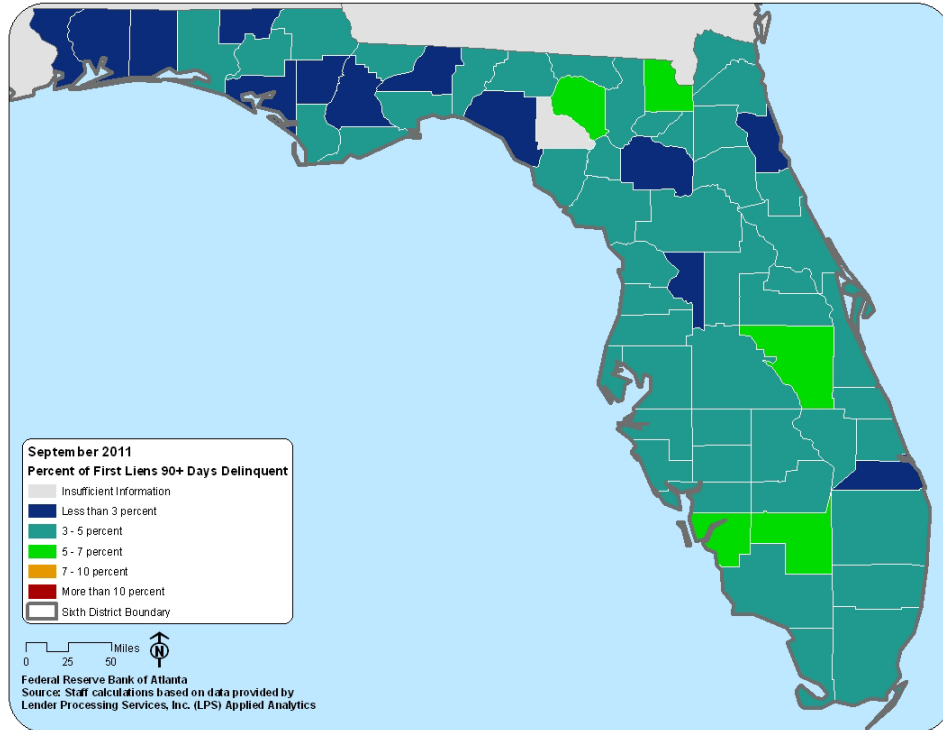 September 2011
Percent of First Liens 90+ Days Delinquent
Insufficient Information
Less than 3 percent
3 - 5 percent
5 - 7 percent
7 - 10 percent
More than 10 percent
Sixth District Boundary
Miles
0 25 50
N
Federal Reserve Bank of Atlanta
Source: Staff calculations based on data provided by
Lender Processing Services, Inc. (LPS) Applied Analytics